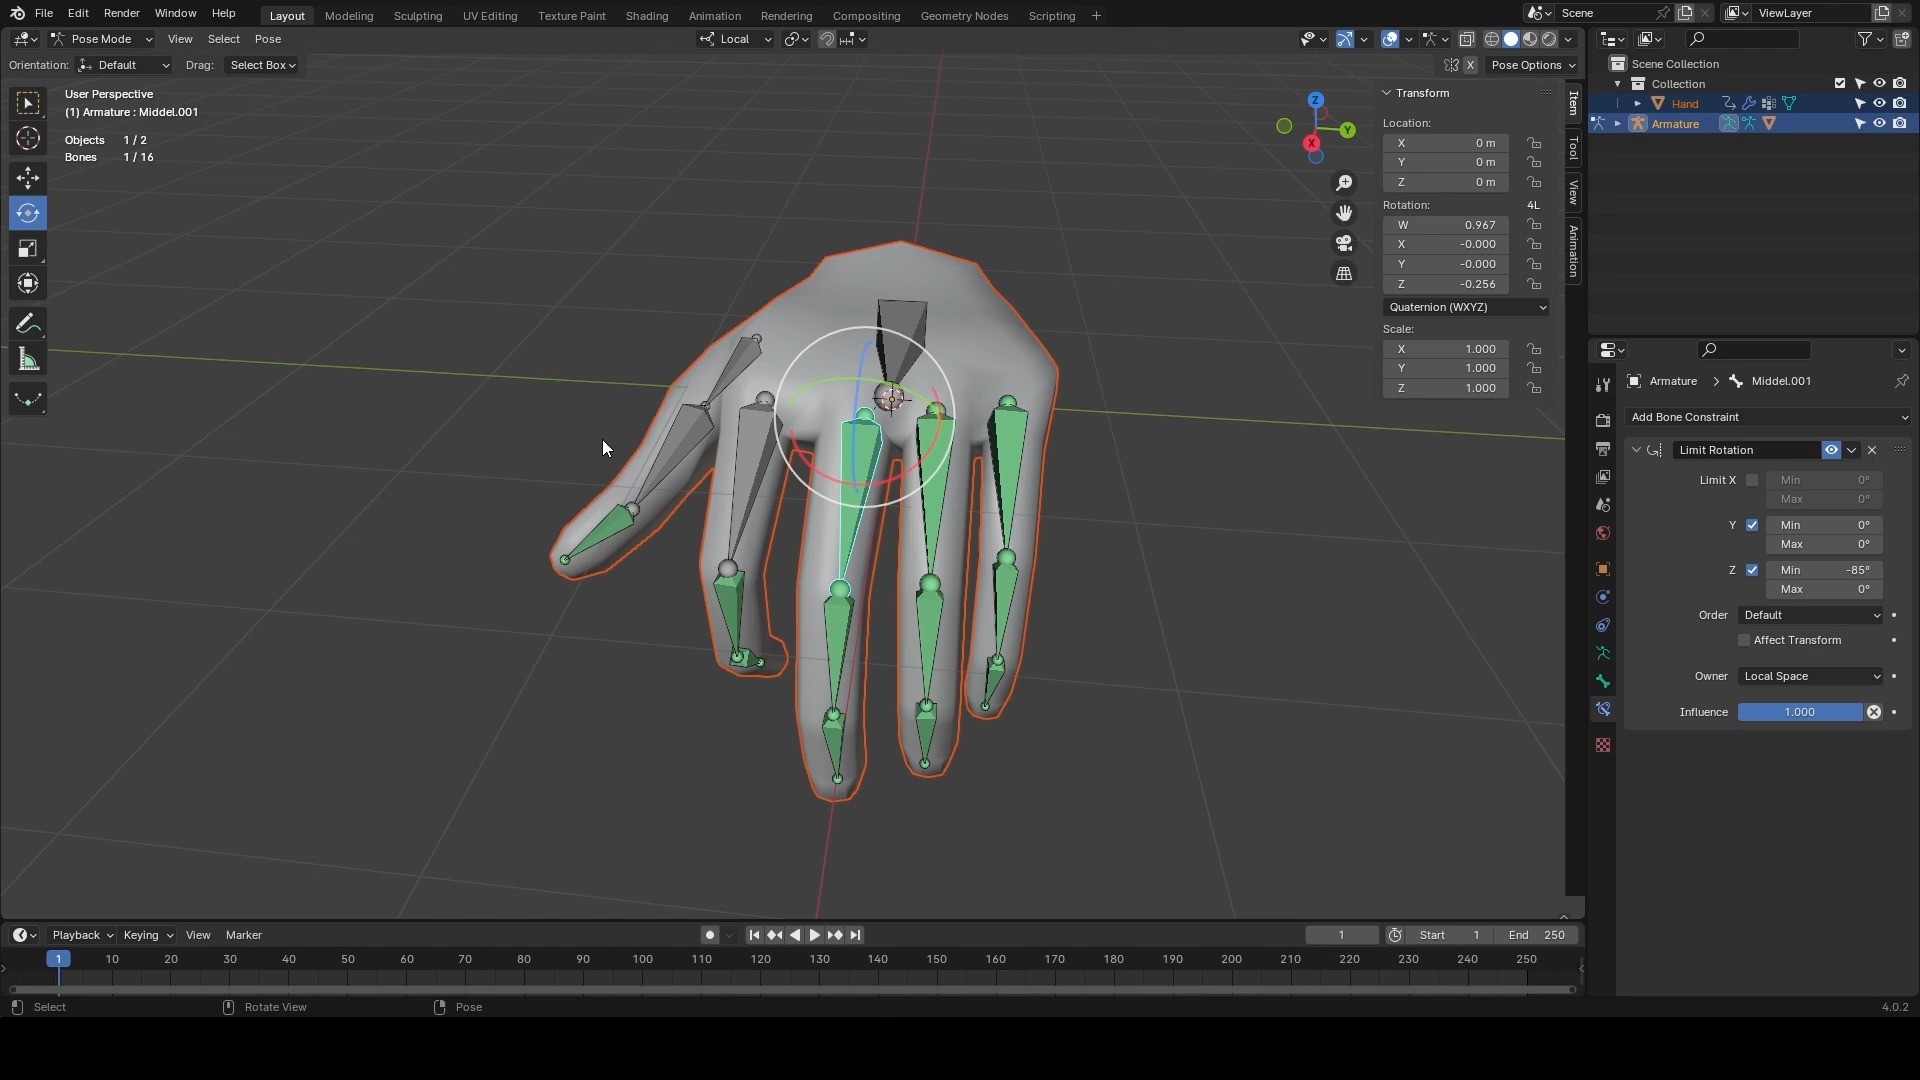 File Edit Render Window Help Layout Modeling Sculpting UV Editing Texture Paint Shading Animation Rendering Compositing Geometry Nodes Scripting + Scene ViewLayer
Pose Mode View Select Pose Local
Orientation: Default Drag: Select Box X Pose Options
User Perspective
(1) Armature : Middel.001
Objects 1 / 2
Bones 1 / 16
Z
Y
X
Transform
Location:
X 0 m
Y 0 m
Z 0 m
Rotation: 4L
W 0.967
X -0.000
Y -0.000
Z -0.256
Quaternion (WXYZ)
Scale:
X 1.000
Y 1.000
Z 1.000
Item
Tool
View
Animation
Scene Collection
Collection
Hand
Armature
Armature > Middel.001
Add Bone Constraint
Limit Rotation
Limit X Min 0°
Max 0°
Y Min 0°
Max 0°
Z Min -85°
Max 0°
Order Default
Affect Transform
Owner Local Space
Influence 1.000
Playback Keying View Marker 1 Start 1 End 250
1 10 20 30 40 50 60 70 80 90 100 110 120 130 140 150 160 170 180 190 200 210 220 230 240 250
Select Rotate View Pose 4.0.2